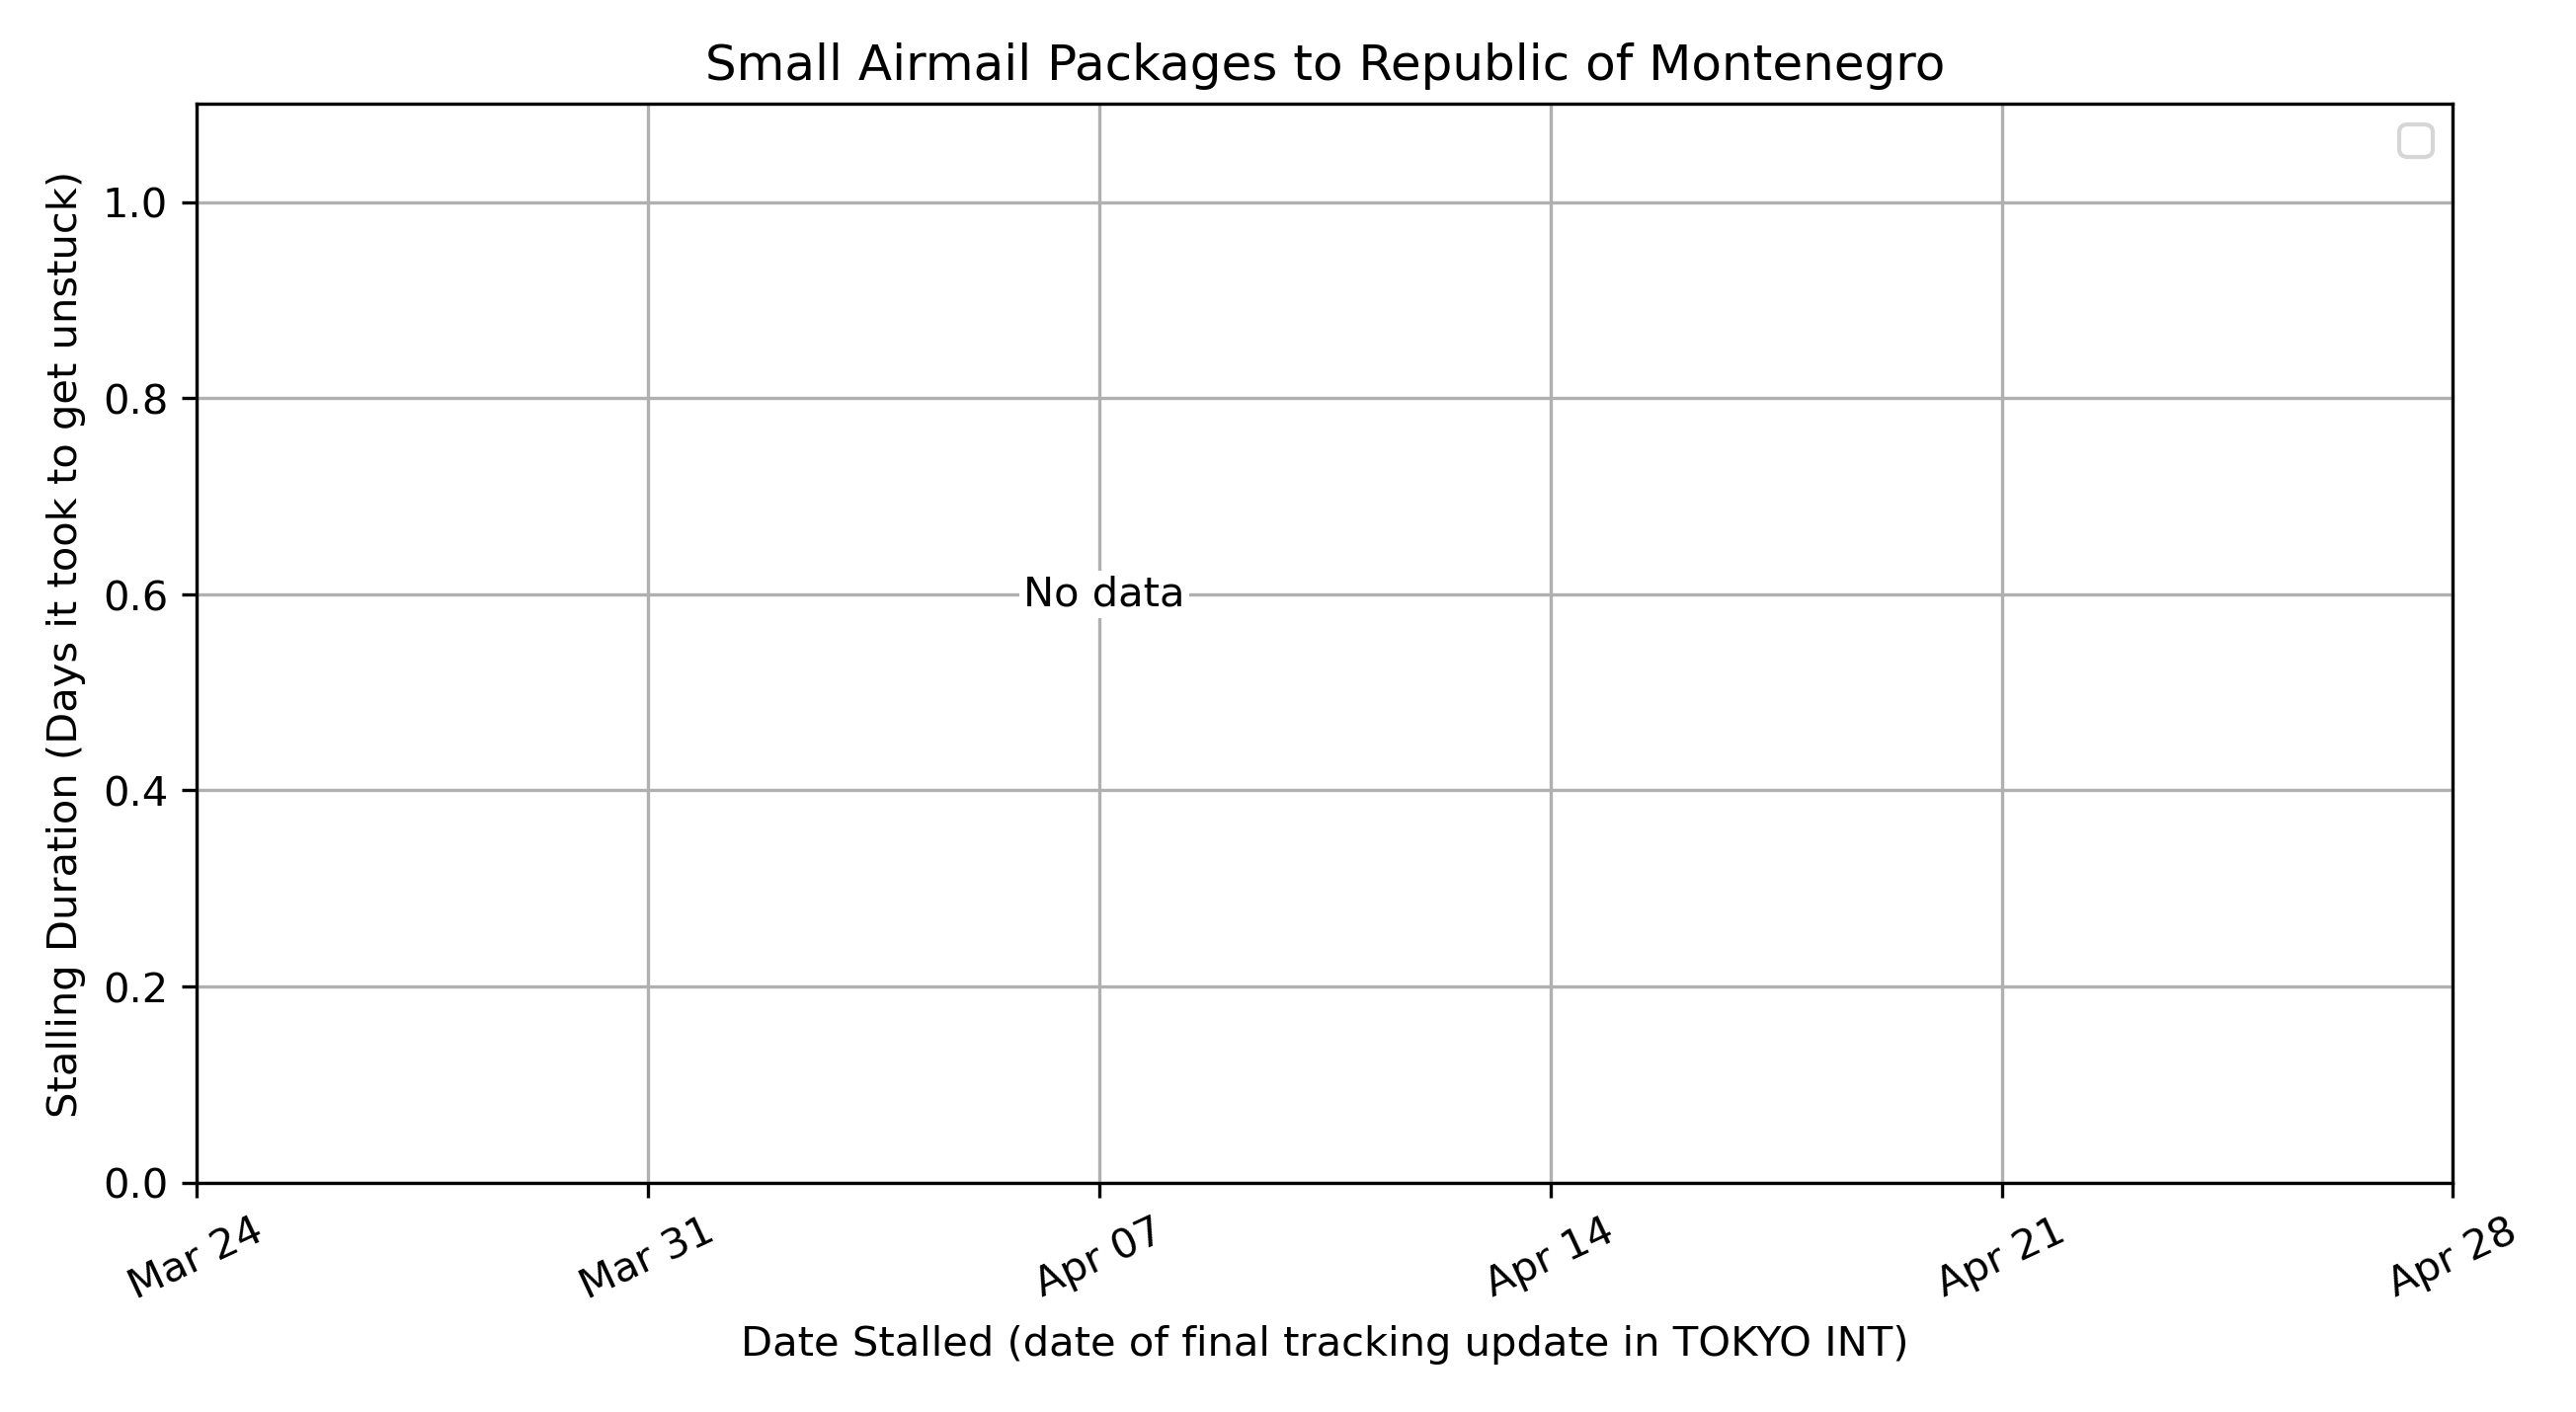 Small Airmail Packages to Republic of Montenegro
Stalling Duration (Days it took to get unstuck)
1.0
0.8
0.6
0.4
0.2
0.0
No data
Mar 24
Mar 31
Apr 07
Apr 14
Apr 21
Apr 28
Date Stalled (date of final tracking update in TOKYO INT)